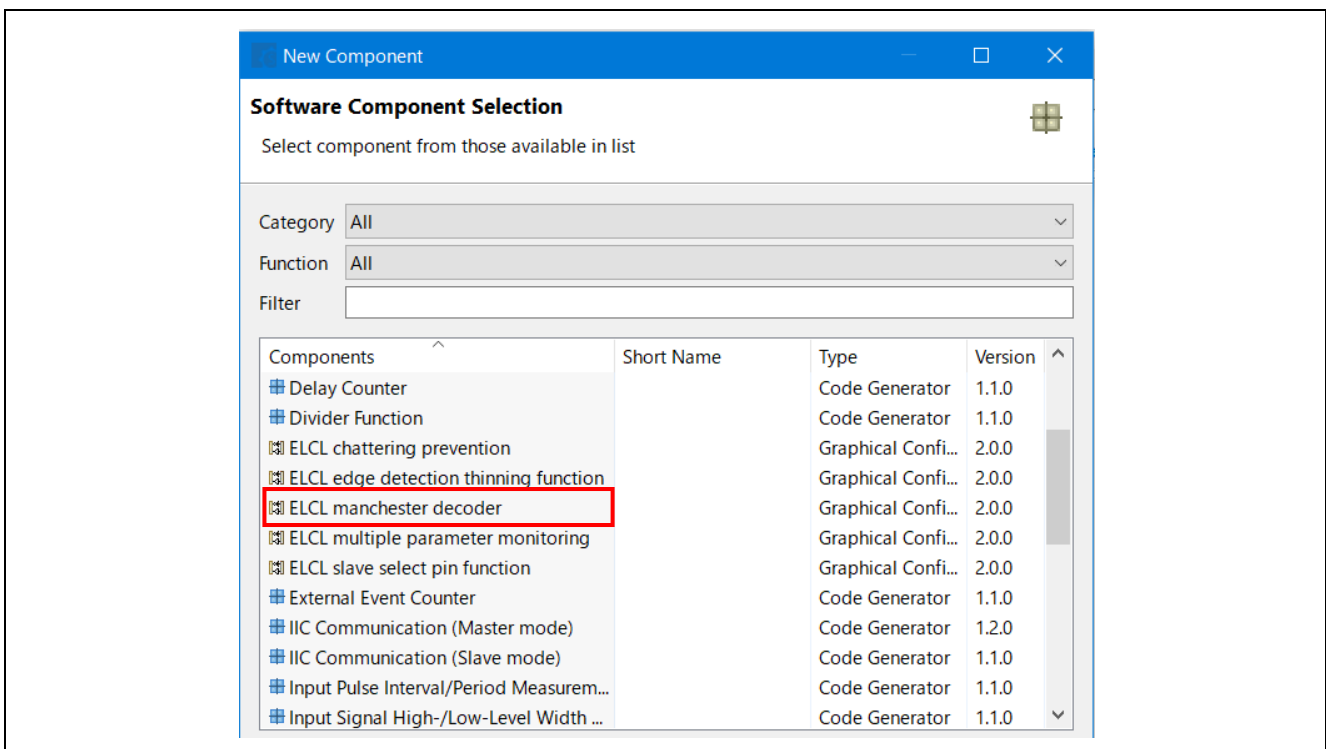 New Component
Software Component Selection
Select component from those available in list
Category All
Function All
Filter
Components Short Name Type Version
Delay Counter Code Generator 1.1.0
Divider Function Code Generator 1.1.0
ELCL chattering prevention Graphical Confi... 2.0.0
ELCL edge detection thinning function Graphical Confi... 2.0.0
ELCL manchester decoder Graphical Confi... 2.0.0
ELCL multiple parameter monitoring Graphical Confi... 2.0.0
ELCL slave select pin function Graphical Confi... 2.0.0
External Event Counter Code Generator 1.1.0
IIC Communication (Master mode) Code Generator 1.2.0
IIC Communication (Slave mode) Code Generator 1.1.0
Input Pulse Interval/Period Measurem... Code Generator 1.1.0
Input Signal High-/Low-Level Width ... Code Generator 1.1.0